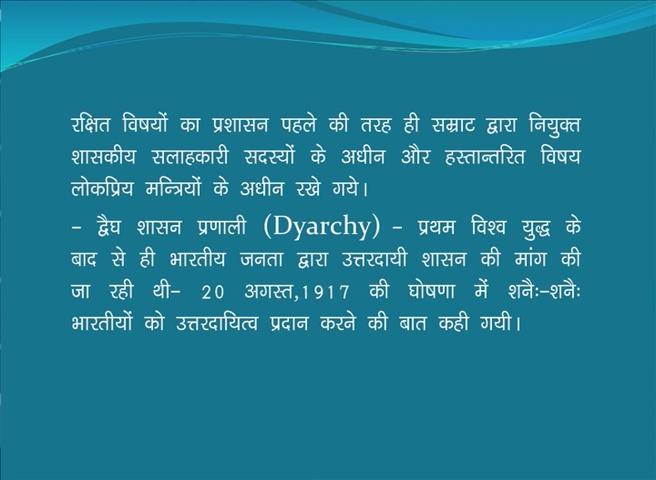 रक्षित विषयों का प्रशासन पहले की तरह ही सम्राट द्वारा नियुक्त
शासकीय सलाहकारी सदस्यों के अधीन और हस्तान्तरित विषय
लोकप्रिय मन्त्रियों के अधीन रखे गये।
- द्वैघ शासन प्रणाली (Dyarchy) - प्रथम विश्व युद्ध के
बाद से ही भारतीय जनता द्वारा उत्तरदायी शासन की मांग की
जा रही थी- 20 अगस्त,1917 की घोषणा में शनैः-शनैः
भारतीयों को उत्तरदायित्व प्रदान करने की बात कही गयी।